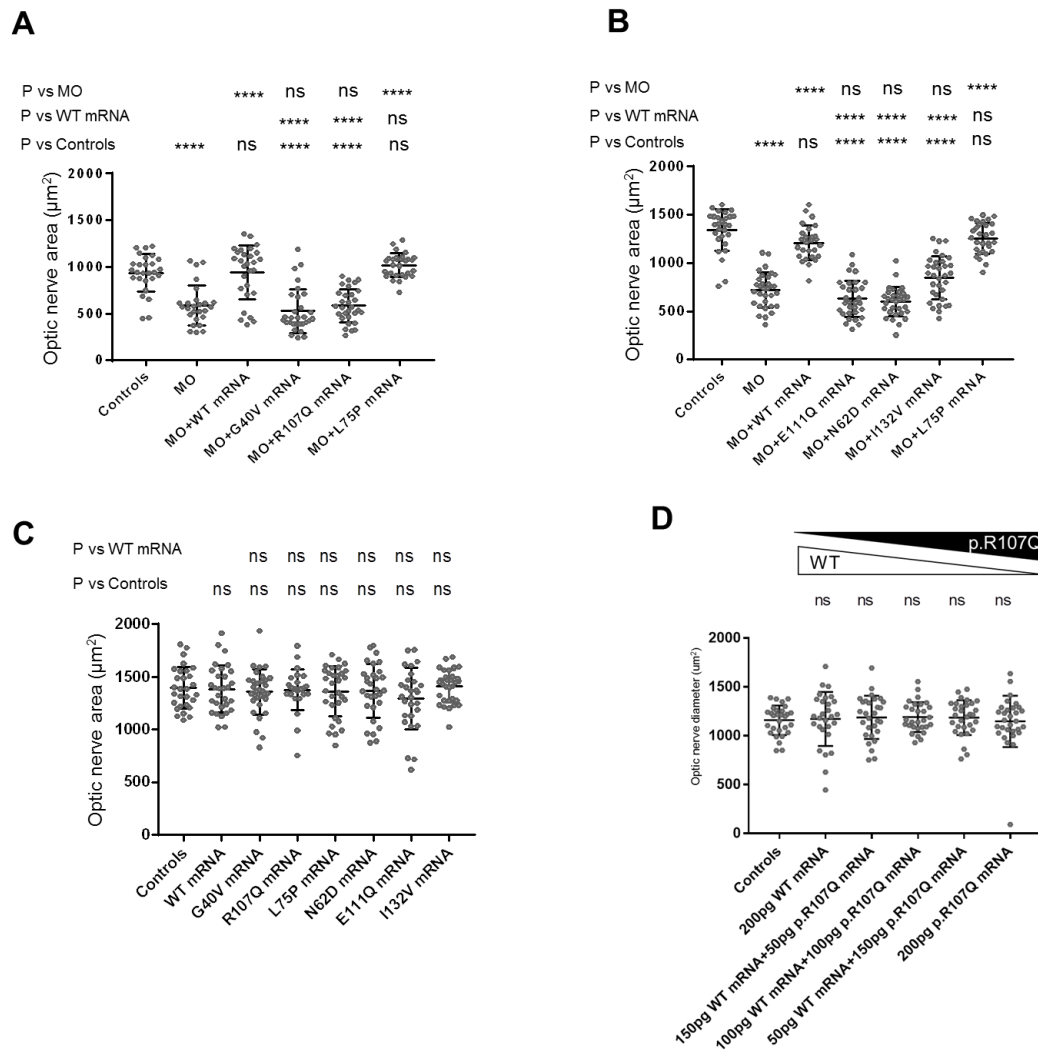 A
P vs MO **** ns ns ****
P vs WT mRNA **** **** ns
P vs Controls **** ns **** **** ns
Optic nerve area (µm²)
2000
1500
1000
500
0
Controls
MO
MO+WT mRNA
MO+G40V mRNA
MO+R107Q mRNA
MO+L75P mRNA
B
P vs MO **** ns ns ns ****
P vs WT mRNA **** **** **** ns
P vs Controls **** ns **** **** **** ns
Optic nerve area (µm²)
2000
1500
1000
500
0
Controls
MO
MO+WT mRNA
MO+E111Q mRNA
MO+N62D mRNA
MO+I132V mRNA
MO+L75P mRNA
C
P vs WT mRNA ns ns ns ns ns ns
P vs Controls ns ns ns ns ns ns ns
Optic nerve area (µm²)
2000
1500
1000
500
0
Controls
WT mRNA
G40V mRNA
R107Q mRNA
L75P mRNA
N62D mRNA
E111Q mRNA
I132V mRNA
D
p.R107Q
WT
ns ns ns ns ns
Optic nerve diameter (um²)
2000
1500
1000
500
0
Controls
200pg WT mRNA
150pg WT mRNA+50pg p.R107Q mRNA
100pg WT mRNA+100pg p.R107Q mRNA
50pg WT mRNA+150pg p.R107Q mRNA
200pg p.R107Q mRNA